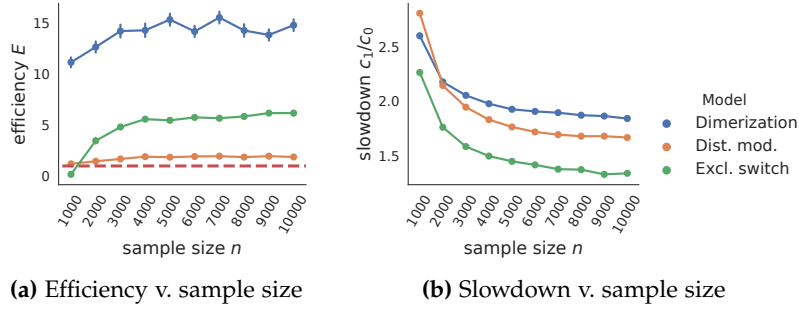 15
10
5
0
efficiency E
1000
2000
3000
4000
5000
6000
7000
8000
9000
10000
sample size n
(a) Efficiency v. sample size
2.5
2.0
1.5
slowdown c₁/c₀
1000
2000
3000
4000
5000
6000
7000
8000
9000
10000
sample size n
(b) Slowdown v. sample size
Model
Dimerization
Dist. mod.
Excl. switch